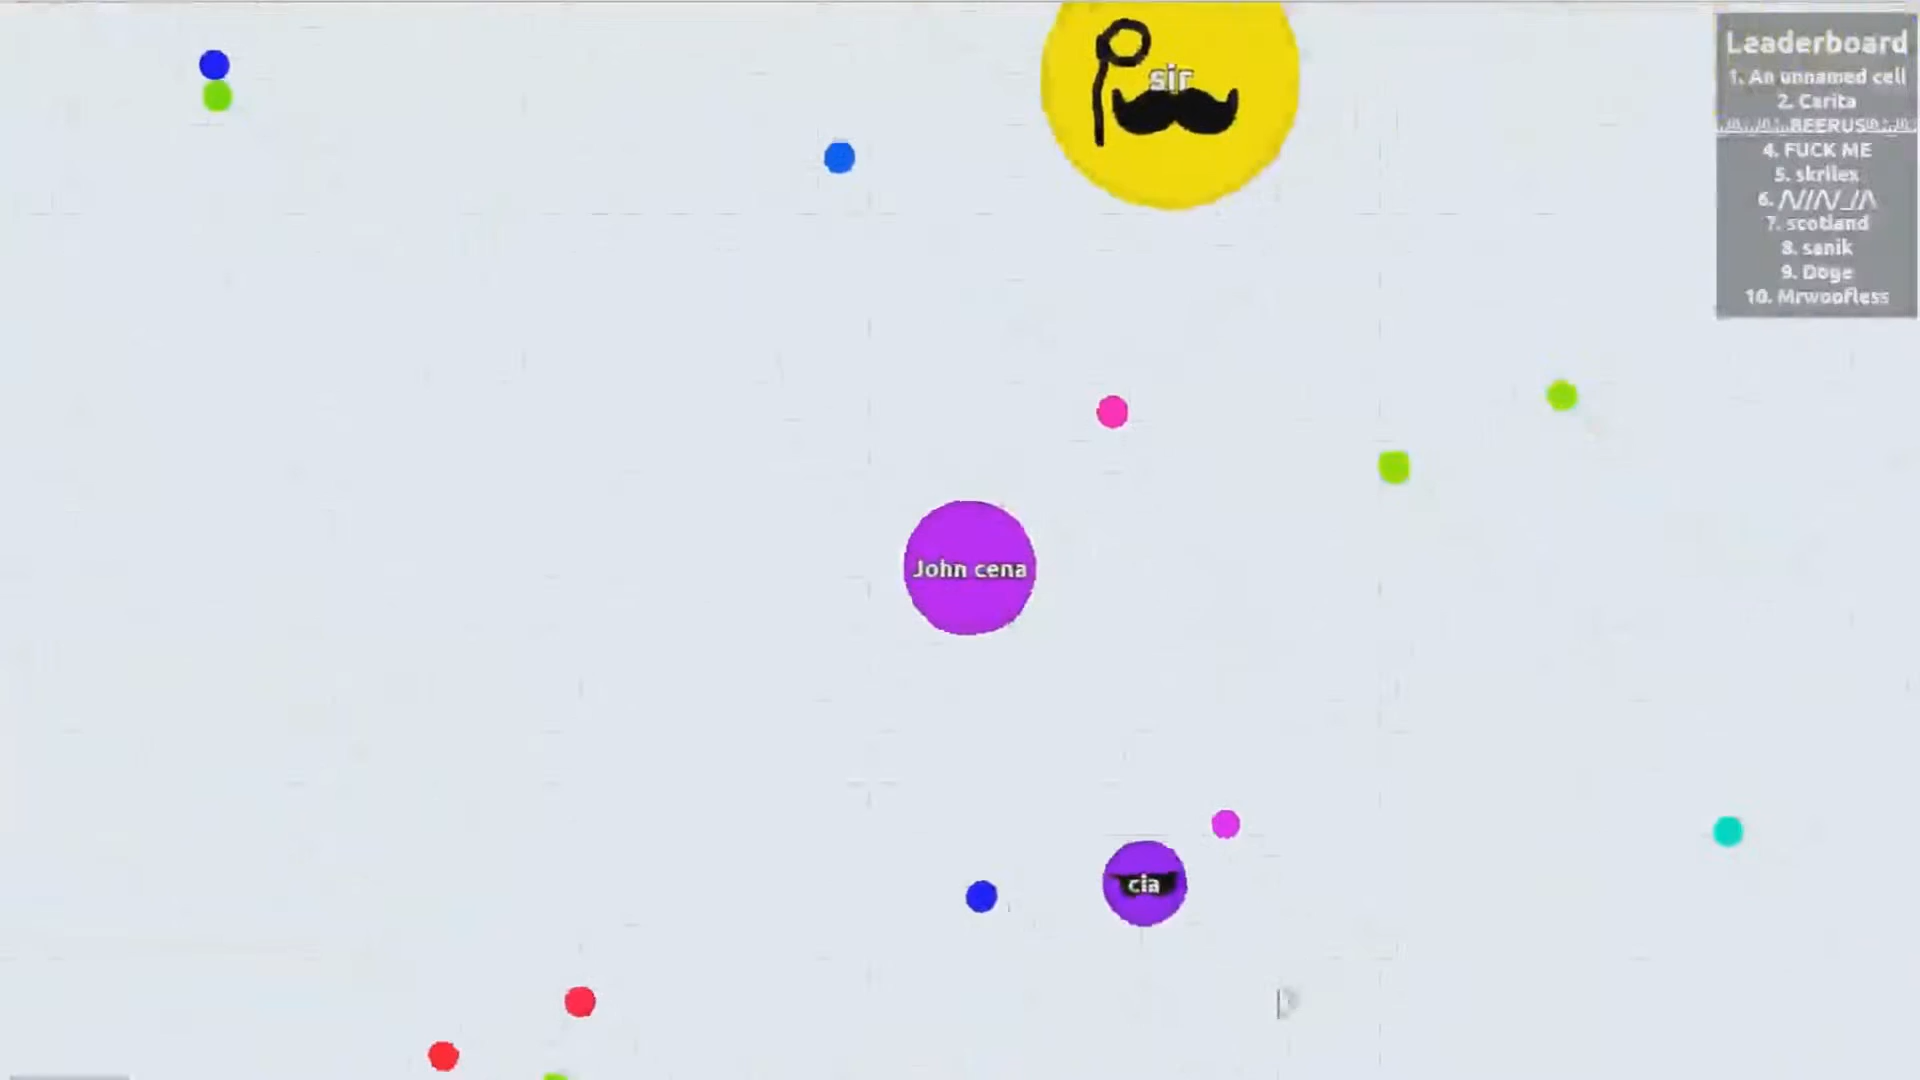 sir
John cena
cia
Leaderboard
1. An unnamed cell
2. Carita
BEERUS
4. FUCK ME
5. skrilex
6. /\//\/_//\
7. scotland
8. sanik
9. Doge
10. Mrwoofless